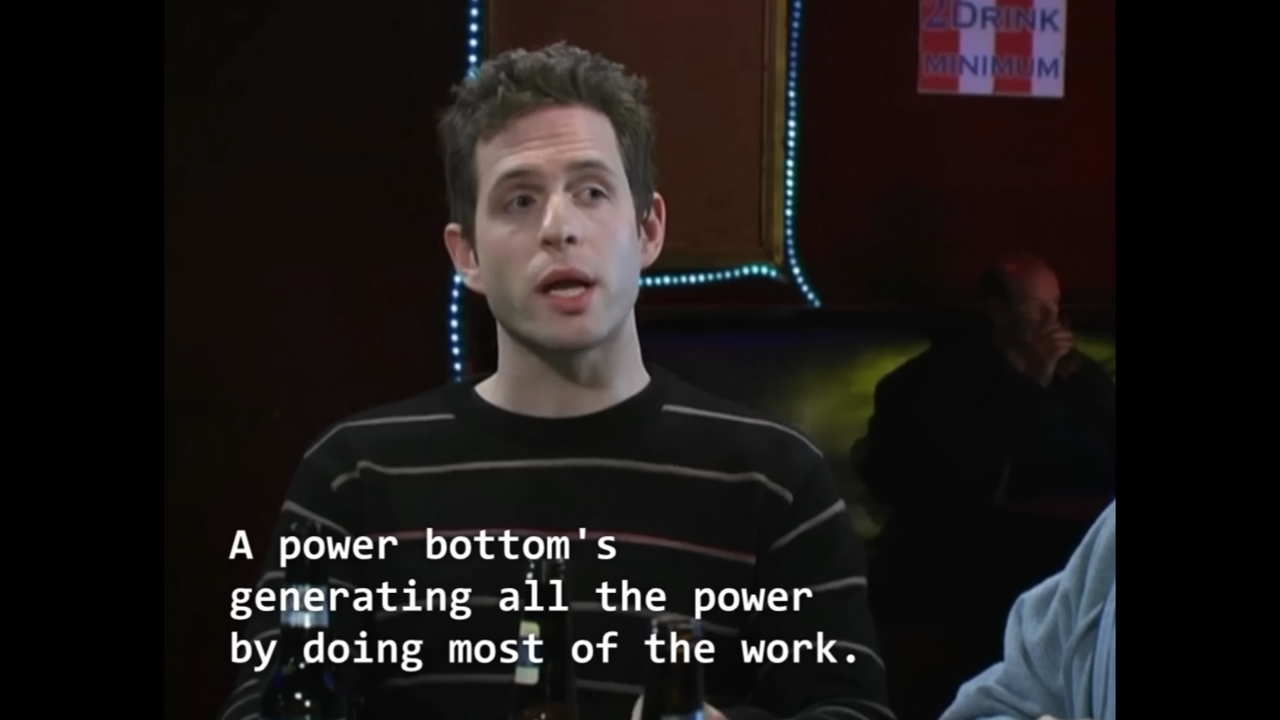 2DRINK
MINIMUM
A power bottom's
generating all the power
by doing most of the work.